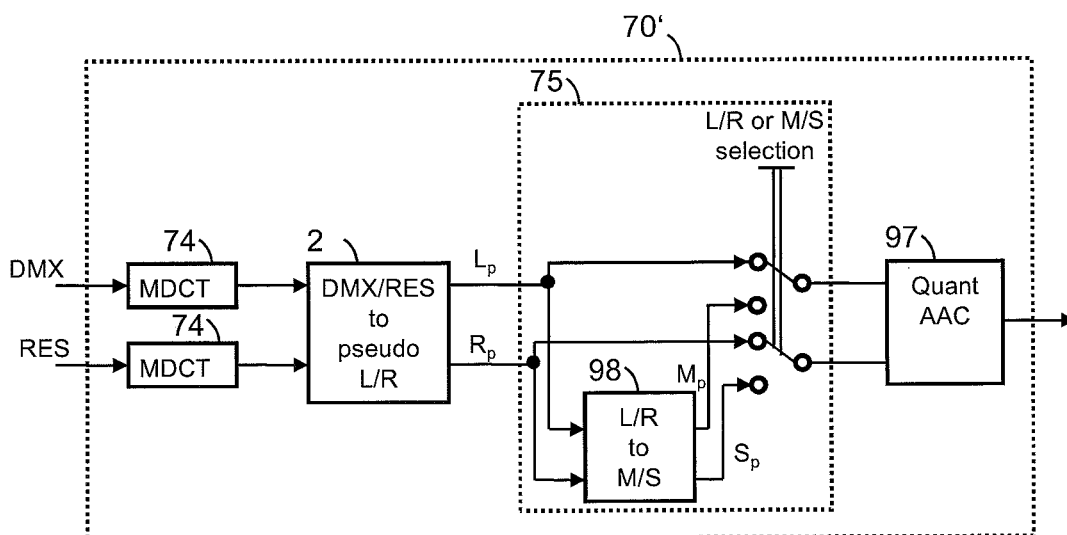 70‘
75
L/R or M/S
selection
DMX
74
MDCT
RES
74
MDCT
2
DMX/RES
to
pseudo
L/R
Lp
Rp
98
L/R
to
M/S
Mp
Sp
97
Quant
AAC